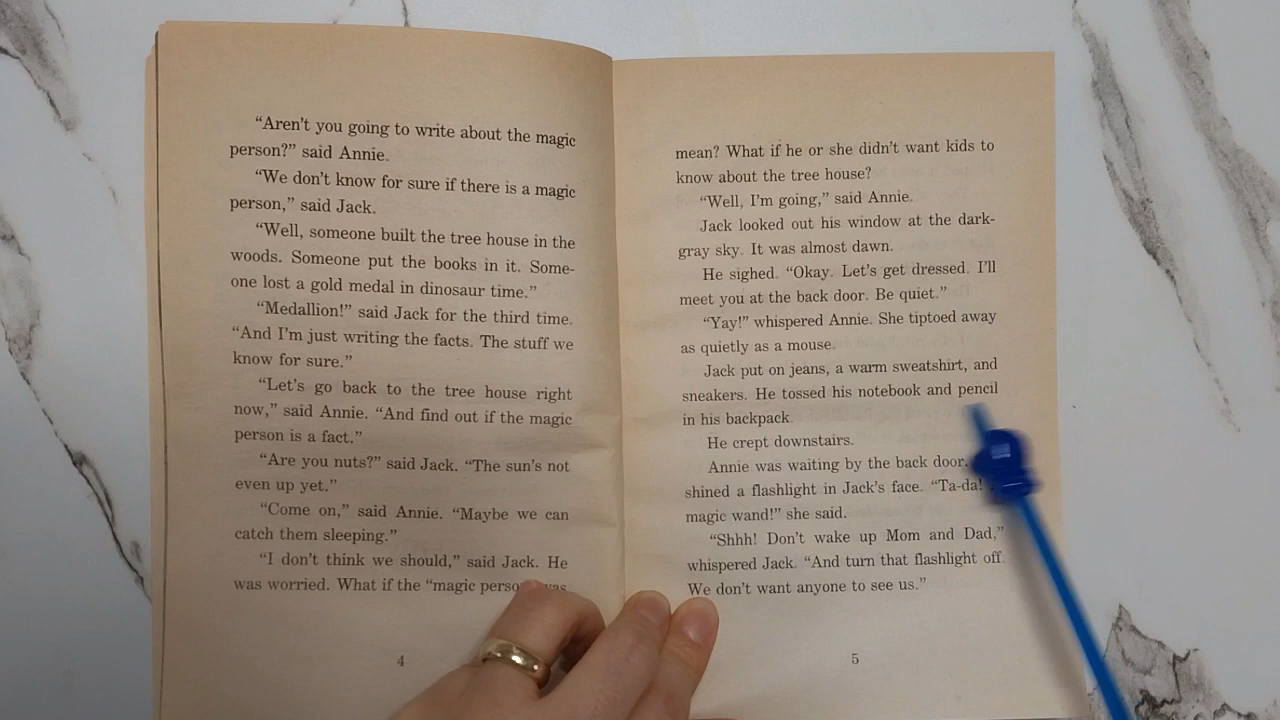 “Aren’t you going to write about the magic
person?” said Annie.
“We don’t know for sure if there is a magic
person,” said Jack.
“Well, someone built the tree house in the
woods. Someone put the books in it. Some-
one lost a gold medal in dinosaur time.”
“Medallion!” said Jack for the third time.
“And I’m just writing the facts. The stuff we
know for sure.”
“Let’s go back to the tree house right
now,” said Annie. “And find out if the magic
person is a fact.”
“Are you nuts?” said Jack. “The sun’s not
even up yet.”
“Come on,” said Annie. “Maybe we can
catch them sleeping.”
“I don’t think we should,” said Jack. He
was worried. What if the “magic
4
mean? What if he or she didn’t want kids to
know about the tree house?
“Well, I’m going,” said Annie.
Jack looked out his window at the dark-
gray sky. It was almost dawn.
He sighed. “Okay. Let’s get dressed. I’ll
meet you at the back door. Be quiet.”
“Yay!” whispered Annie. She tiptoed away
as quietly as a mouse.
Jack put on jeans, a warm sweatshirt, and
sneakers. He tossed his notebook and pencil
in his backpack.
He crept downstairs.
Annie was waiting by the back door.
shined a flashlight in Jack’s face. “Ta-da!
magic wand!” she said.
“Shhh! Don’t wake up Mom and Dad,”
whispered Jack. “And turn that flashlight off.
We don’t want anyone to see us.”
5